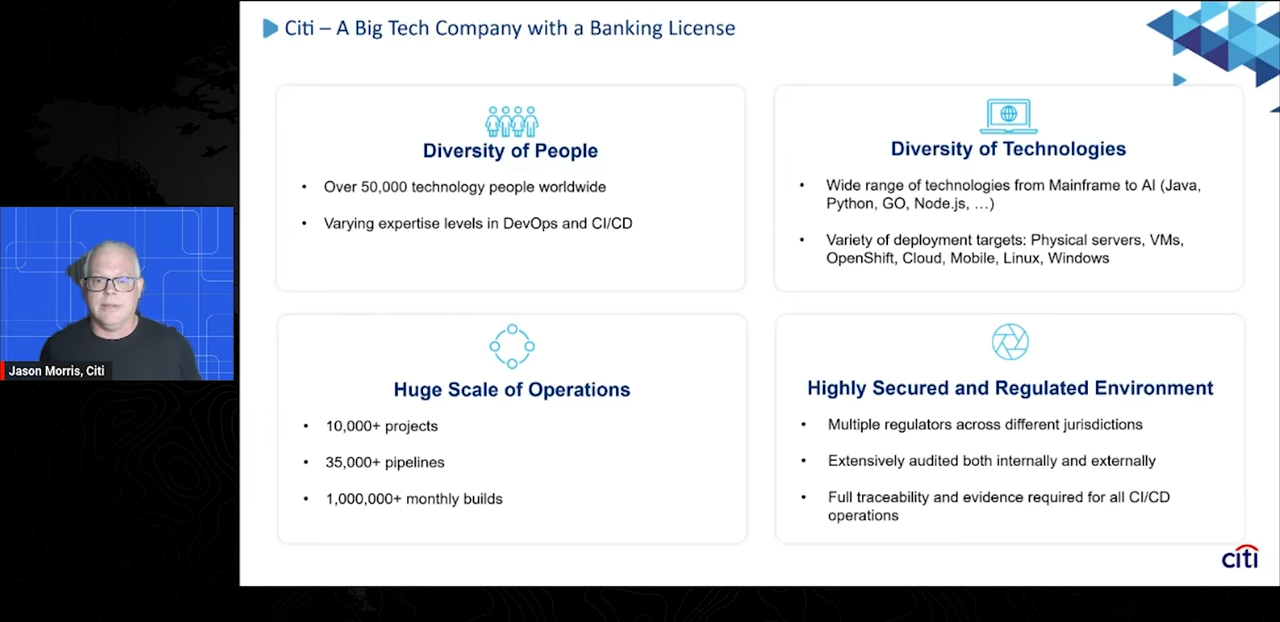 Citi – A Big Tech Company with a Banking License
Diversity of People
• Over 50,000 technology people worldwide
• Varying expertise levels in DevOps and CI/CD
Diversity of Technologies
• Wide range of technologies from Mainframe to AI (Java,
Python, GO, Node.js, …)
• Variety of deployment targets: Physical servers, VMs,
OpenShift, Cloud, Mobile, Linux, Windows
Jason Morris, Citi
Huge Scale of Operations
• 10,000+ projects
• 35,000+ pipelines
• 1,000,000+ monthly builds
Highly Secured and Regulated Environment
• Multiple regulators across different jurisdictions
• Extensively audited both internally and externally
• Full traceability and evidence required for all CI/CD
operations
citi